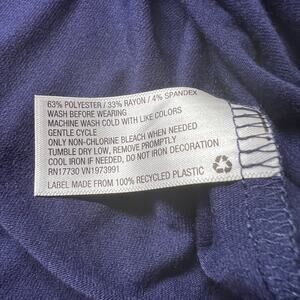 63% POLYESTER / 33% RAYON / 4% SPANDEX
WASH BEFORE WEARING
MACHINE WASH COLD WITH LIKE COLORS
GENTLE CYCLE
ONLY NON-CHLORINE BLEACH WHEN NEEDED
TUMBLE DRY LOW, REMOVE PROMPTLY
COOL IRON IF NEEDED, DO NOT IRON DECORATION
RN17730 VN1973991
LABEL MADE FROM 100% RECYCLED PLASTIC